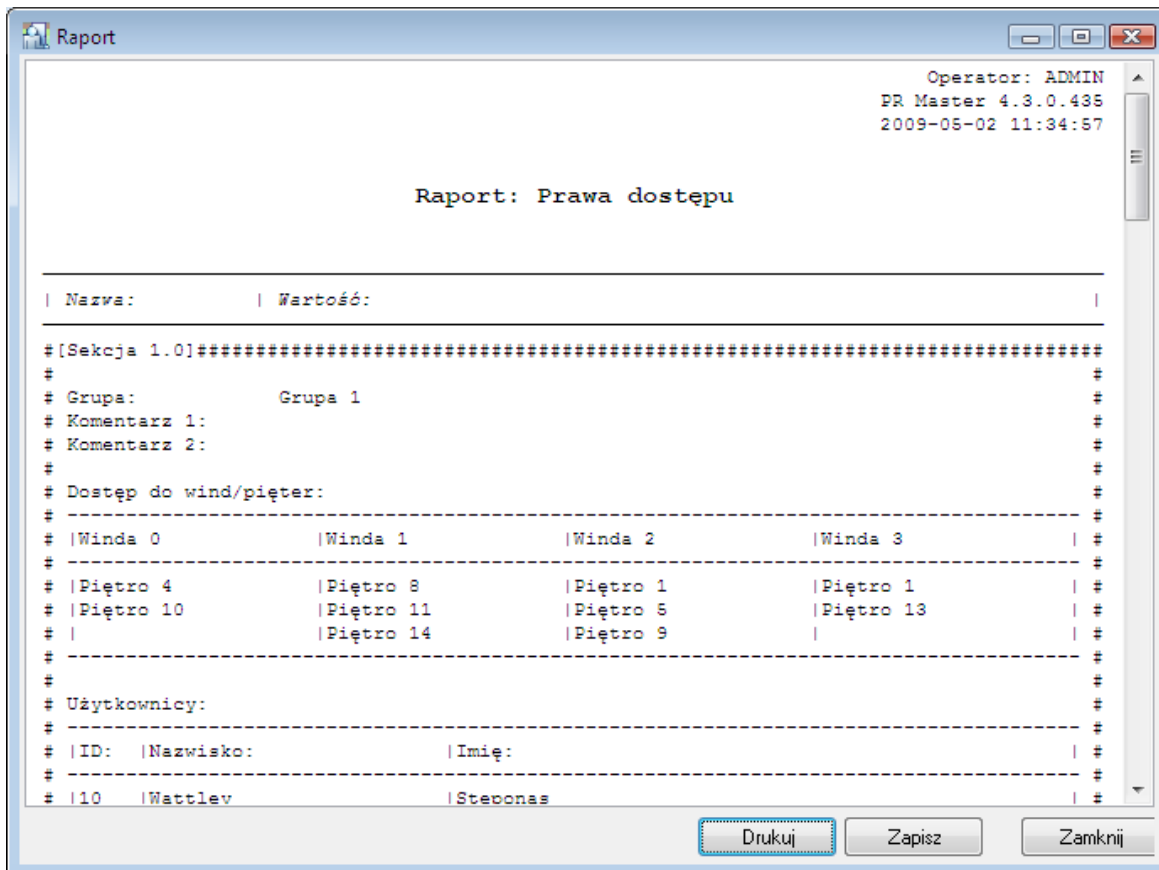 Raport
Operator: ADMIN
PR Master 4.3.0.435
2009-05-02 11:34:57
Raport: Prawa dostępu
| Nazwa: | Wartość: |
#[Sekcja 1.0]#############################################################################
# #
# Grupa: Grupa 1 #
# Komentarz 1: #
# Komentarz 2: #
# #
# Dostęp do wind/pięter: #
# -------------------------------------------------------------------------------------- #
# |Winda 0 |Winda 1 |Winda 2 |Winda 3 | #
# -------------------------------------------------------------------------------------- #
# |Piętro 4 |Piętro 8 |Piętro 1 |Piętro 1 | #
# |Piętro 10 |Piętro 11 |Piętro 5 |Piętro 13 | #
# | |Piętro 14 |Piętro 9 | | #
# -------------------------------------------------------------------------------------- #
# #
# Użytkownicy: #
# -------------------------------------------------------------------------------------- #
# |ID: |Nazwisko: |Imię: | #
# -------------------------------------------------------------------------------------- #
# |10 |Wattley |Steponas | #
Drukuj Zapisz Zamknij